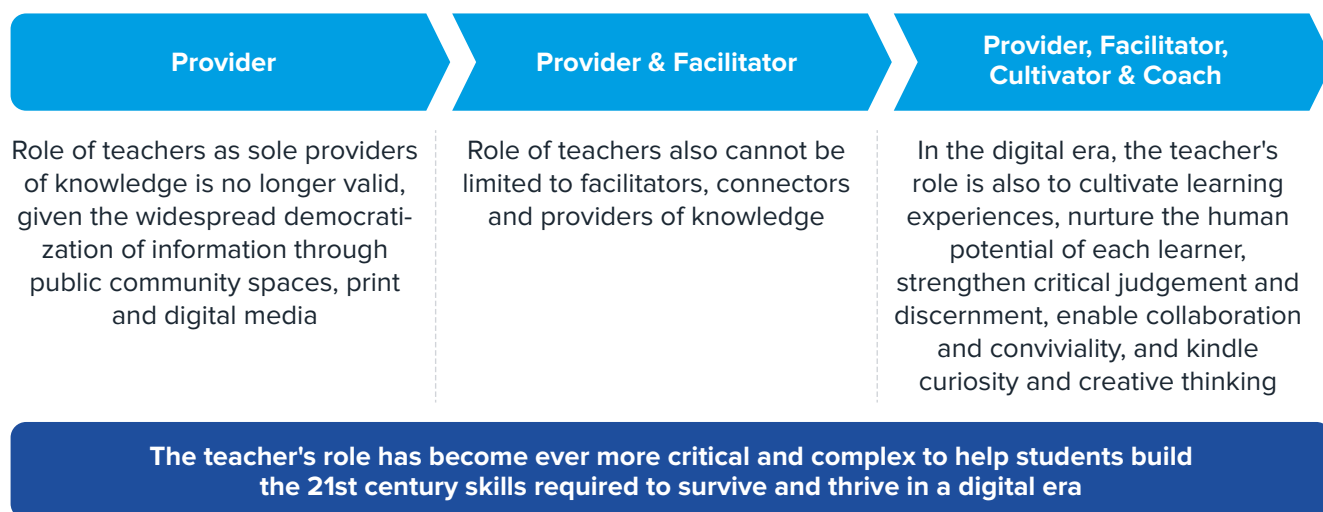 Provider
Role of teachers as sole providers
of knowledge is no longer valid,
given the widespread democrati-
zation of information through
public community spaces, print
and digital media
Provider & Facilitator
Role of teachers also cannot be
limited to facilitators, connectors
and providers of knowledge
Provider, Facilitator,
Cultivator & Coach
In the digital era, the teacher's
role is also to cultivate learning
experiences, nurture the human
potential of each learner,
strengthen critical judgement and
discernment, enable collaboration
and conviviality, and kindle
curiosity and creative thinking
The teacher's role has become ever more critical and complex to help students build
the 21st century skills required to survive and thrive in a digital era